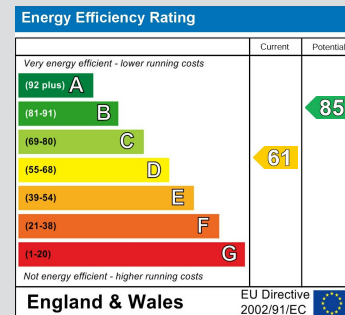 Energy Efficiency Rating
Current Potential
Very energy efficient - lower running costs
(92 plus) A
(81-91) B
(69-80) C
(55-68) D
(39-54) E
(21-38) F
(1-20) G
61
85
Not energy efficient - higher running costs
England & Wales
EU Directive
2002/91/EC